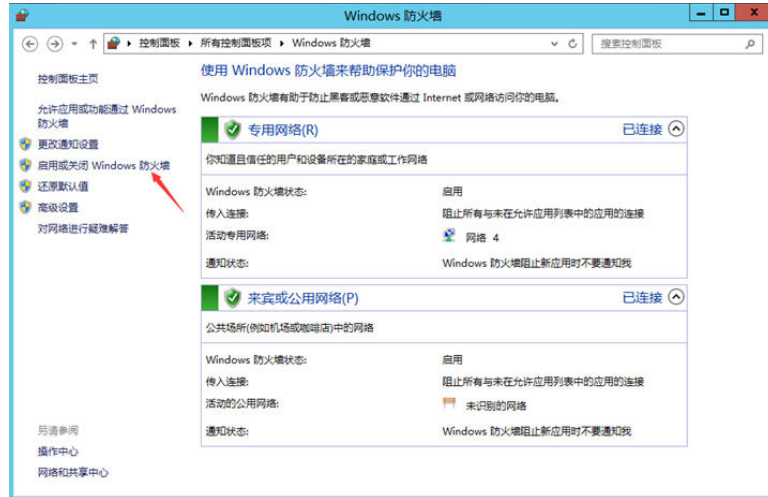 Windows 防火墙
控制面板 所有控制面板项 Windows 防火墙
搜索控制面板
控制面板主页
允许应用或功能通过 Windows
防火墙
更改通知设置
启用或关闭 Windows 防火墙
还原默认值
高级设置
对网络进行疑难解答
另请参阅
操作中心
网络和共享中心
使用 Windows 防火墙来帮助保护你的电脑
Windows 防火墙有助于防止黑客或恶意软件通过 Internet 或网络访问你的电脑。
专用网络(R) 已连接
你知道且信任的用户和设备所在的家庭或工作网络
Windows 防火墙状态: 启用
传入连接: 阻止所有与未在允许应用列表中的应用的连接
活动专用网络: 网络 4
通知状态: Windows 防火墙阻止新应用时不要通知我
来宾或公用网络(P) 已连接
公共场所(例如机场或咖啡店)中的网络
Windows 防火墙状态: 启用
传入连接: 阻止所有与未在允许应用列表中的应用的连接
活动的公用网络: 未识别的网络
通知状态: Windows 防火墙阻止新应用时不要通知我